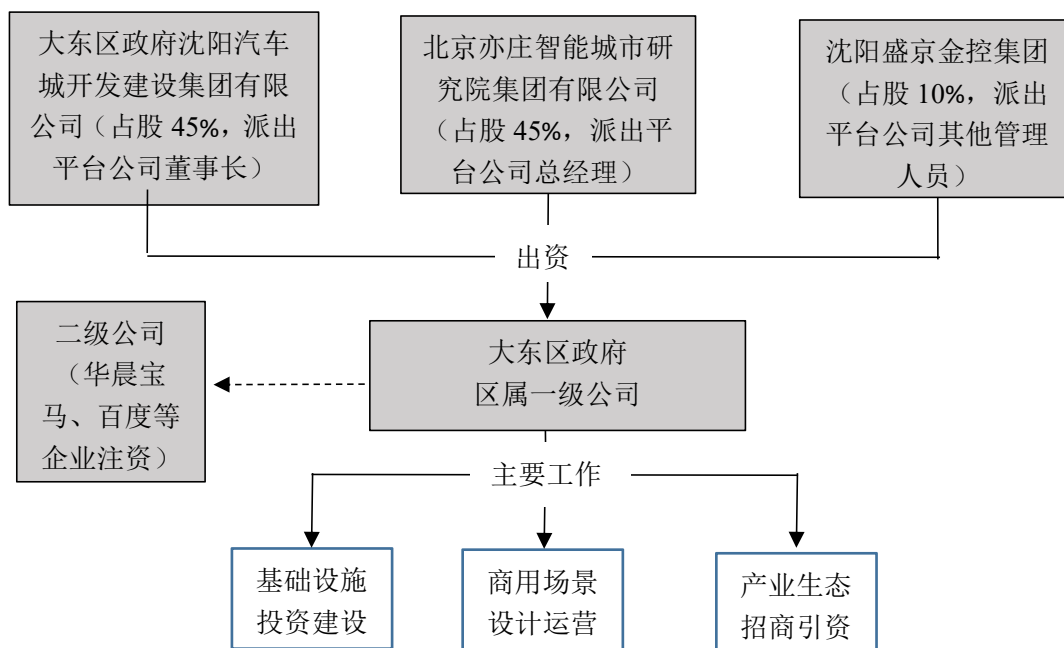 大东区政府沈阳汽车
城开发建设集团有限
公司（占股 45%，派出
平台公司董事长）
北京亦庄智能城市研
究院集团有限公司
（占股 45%，派出平
台公司总经理）
沈阳盛京金控集团
（占股 10%，派出
平台公司其他管理
人员）
出资
二级公司
（华晨宝
马、百度等
企业注资）
大东区政府
区属一级公司
主要工作
基础设施
投资建设
商用场景
设计运营
产业生态
招商引资